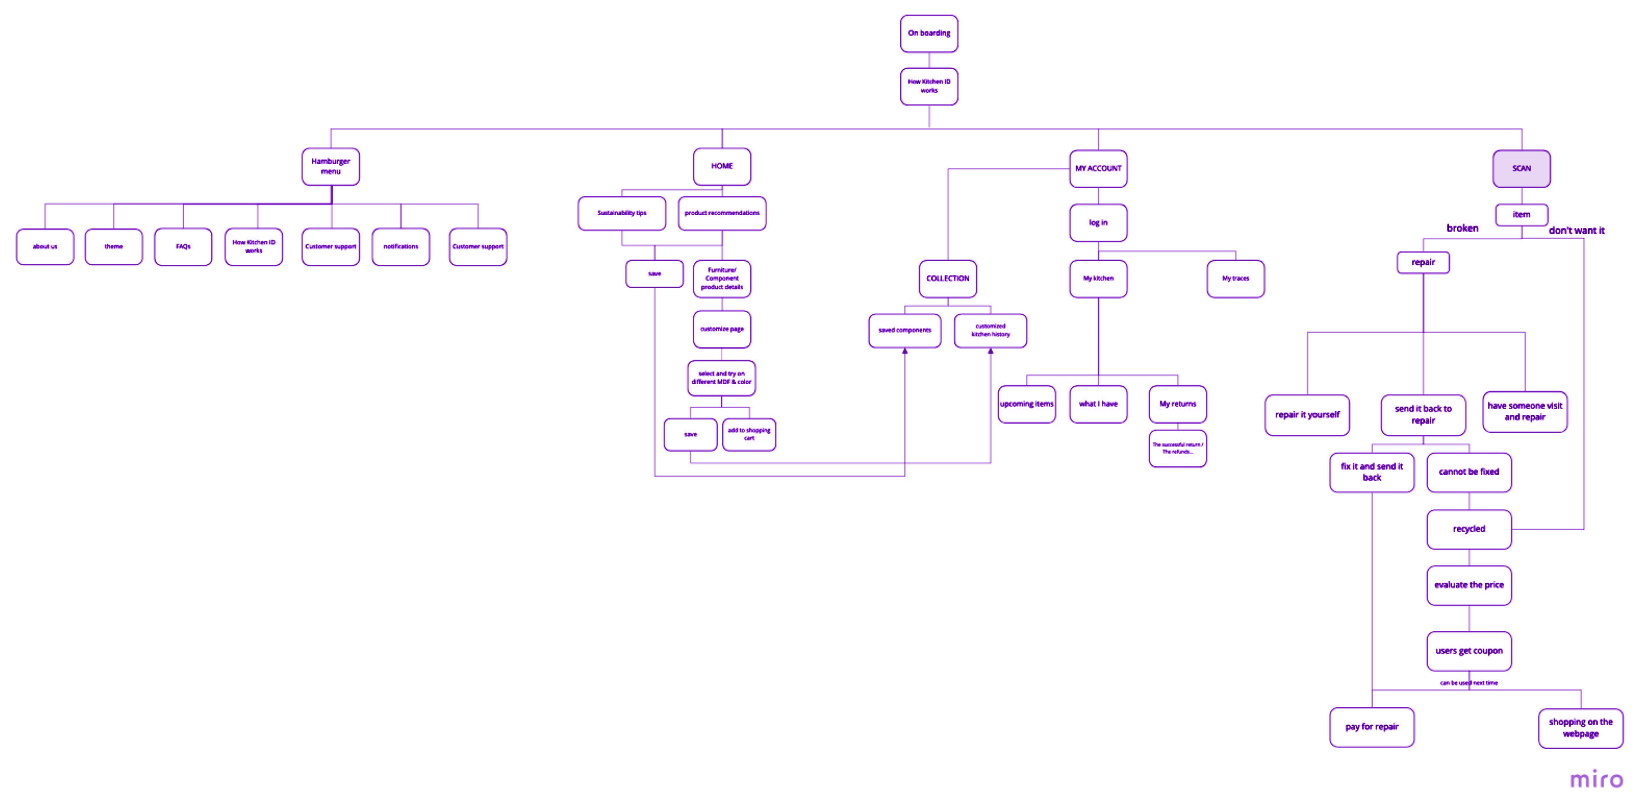 On boarding
How Kitchen ID
works
Hamburger
menu
HOME
MY ACCOUNT
SCAN
Sustainability tips
product recommendations
log in
item
broken
don't want it
about us
theme
FAQs
How Kitchen ID
works
Customer support
notifications
Customer support
save
Furniture/
Component
product details
COLLECTION
My kitchen
My traces
repair
customize page
saved components
customized
kitchen history
select and try on
different MDF & color
upcoming items
what I have
My returns
repair it yourself
send it back to
repair
have someone visit
and repair
save
add to shopping
cart
The successful return /
The refunds...
fix it and send it
back
cannot be fixed
recycled
evaluate the price
users get coupon
can be used next time
pay for repair
shopping on the
webpage
miro